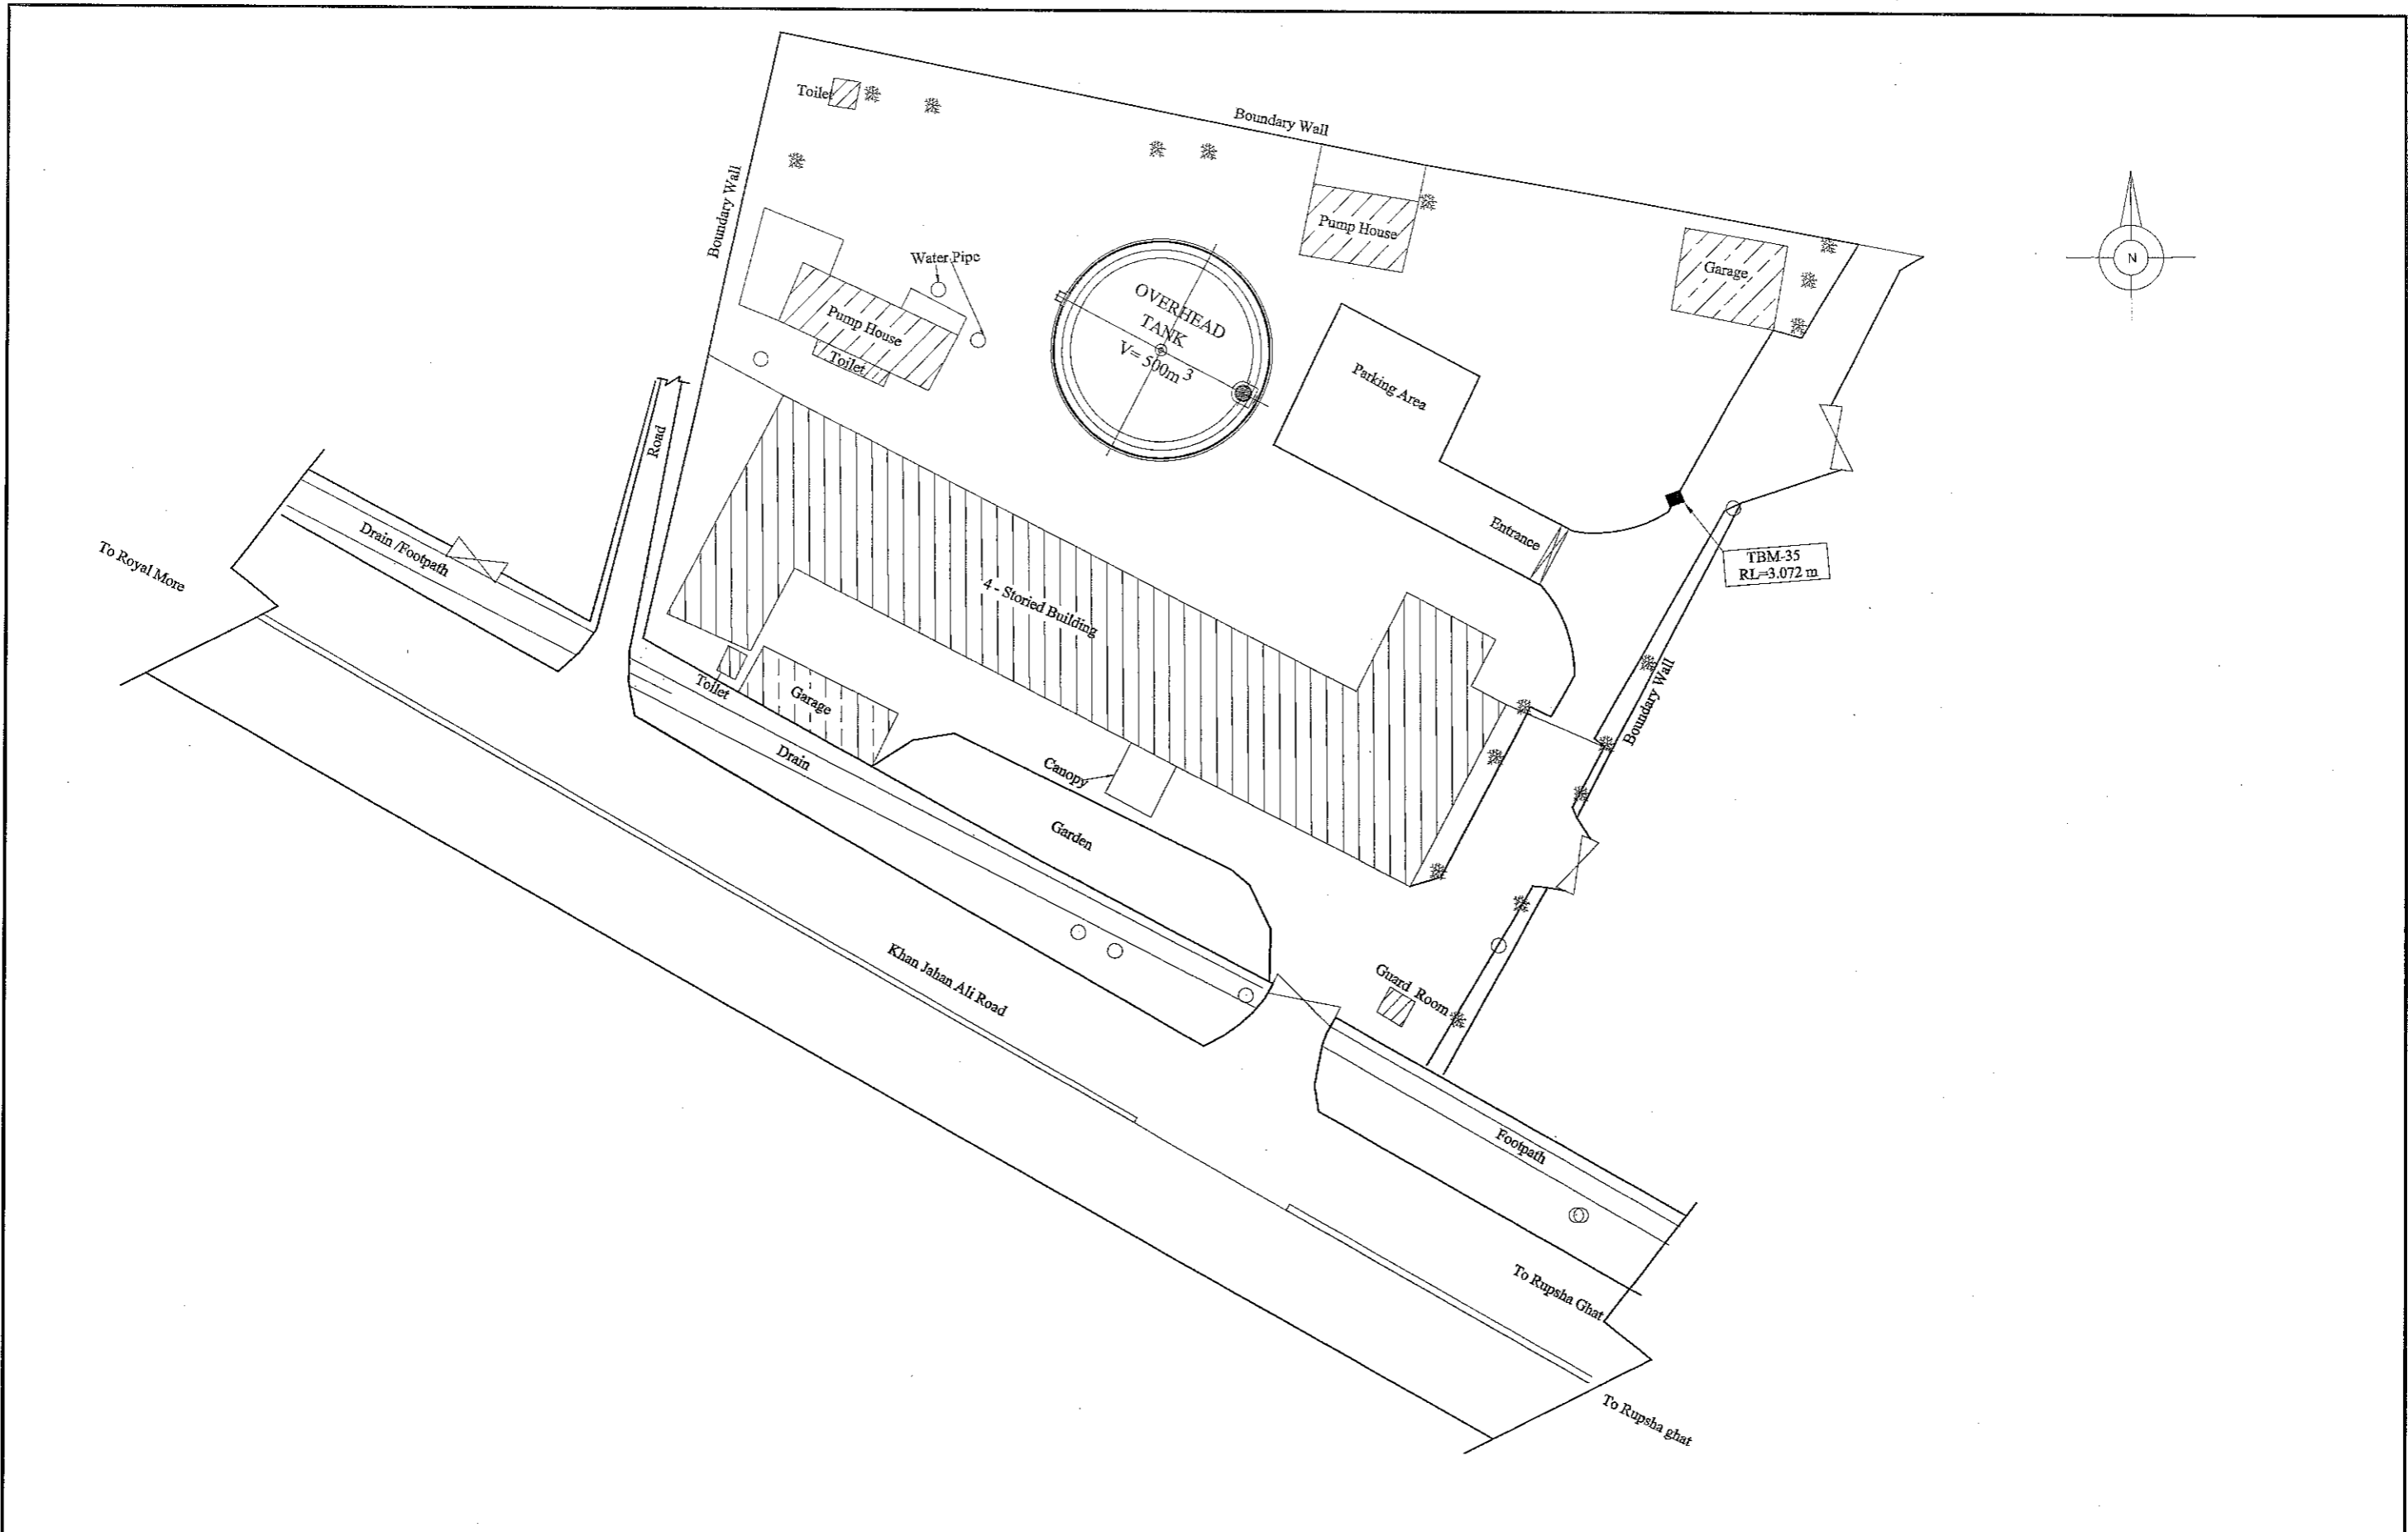 Toilet
Boundary Wall
Boundary Wall
Pump House
Water Pipe
Garage
N
OVERHEAD
TANK
V= 500m3
Pump House
Toilet
Parking Area
Road
Drain /Footpath
Entrance
To Royal More
TBM-35
RL=3.072 m
4 - Storied Building
Toilet
Garage
Boundary Wall
Drain
Canopy
Garden
Khan Jahan Ali Road
Guard Room
Footpath
To Rupsha Ghat
To Rupsha ghat